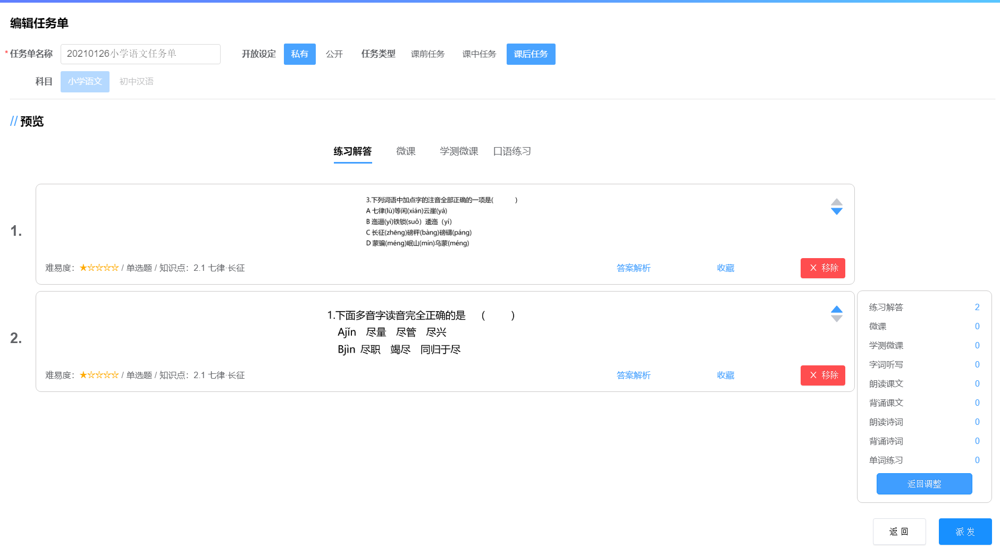 编辑任务单
*任务单名称 20210126小学语文任务单 开放设定 私有 公开 任务类型 课前任务 课中任务 课后任务
科目 小学语文 初中汉语
// 预览
练习解答 微课 学测微课 口语练习
1.
3.下列词语中加点字的注音全部正确的一项是( )
A 七律(lù)等闲(xián)云崖(yá)
B 迤逦(yí)铁锁(suǒ）逶迤（yí)
C 长征(zhēng)磅秤(bàng)磅礴(páng)
D 蒙骗(méng)岷山(mín)乌蒙(méng)
难易度：★☆☆☆☆ / 单选题 / 知识点：2.1 七律·长征 答案解析 收藏 × 移除
2.
1.下面多音字读音完全正确的是 （ ）
Ajǐn 尽量 尽管 尽兴
Bjìn 尽职 竭尽 同归于尽
难易度：★☆☆☆☆ / 单选题 / 知识点：2.1 七律·长征 答案解析 收藏 × 移除
练习解答 2
微课 0
学测微课 0
字词听写 0
朗读课文 0
背诵课文 0
朗读诗词 0
背诵诗词 0
单词练习 0
返回调整
返 回 派 发